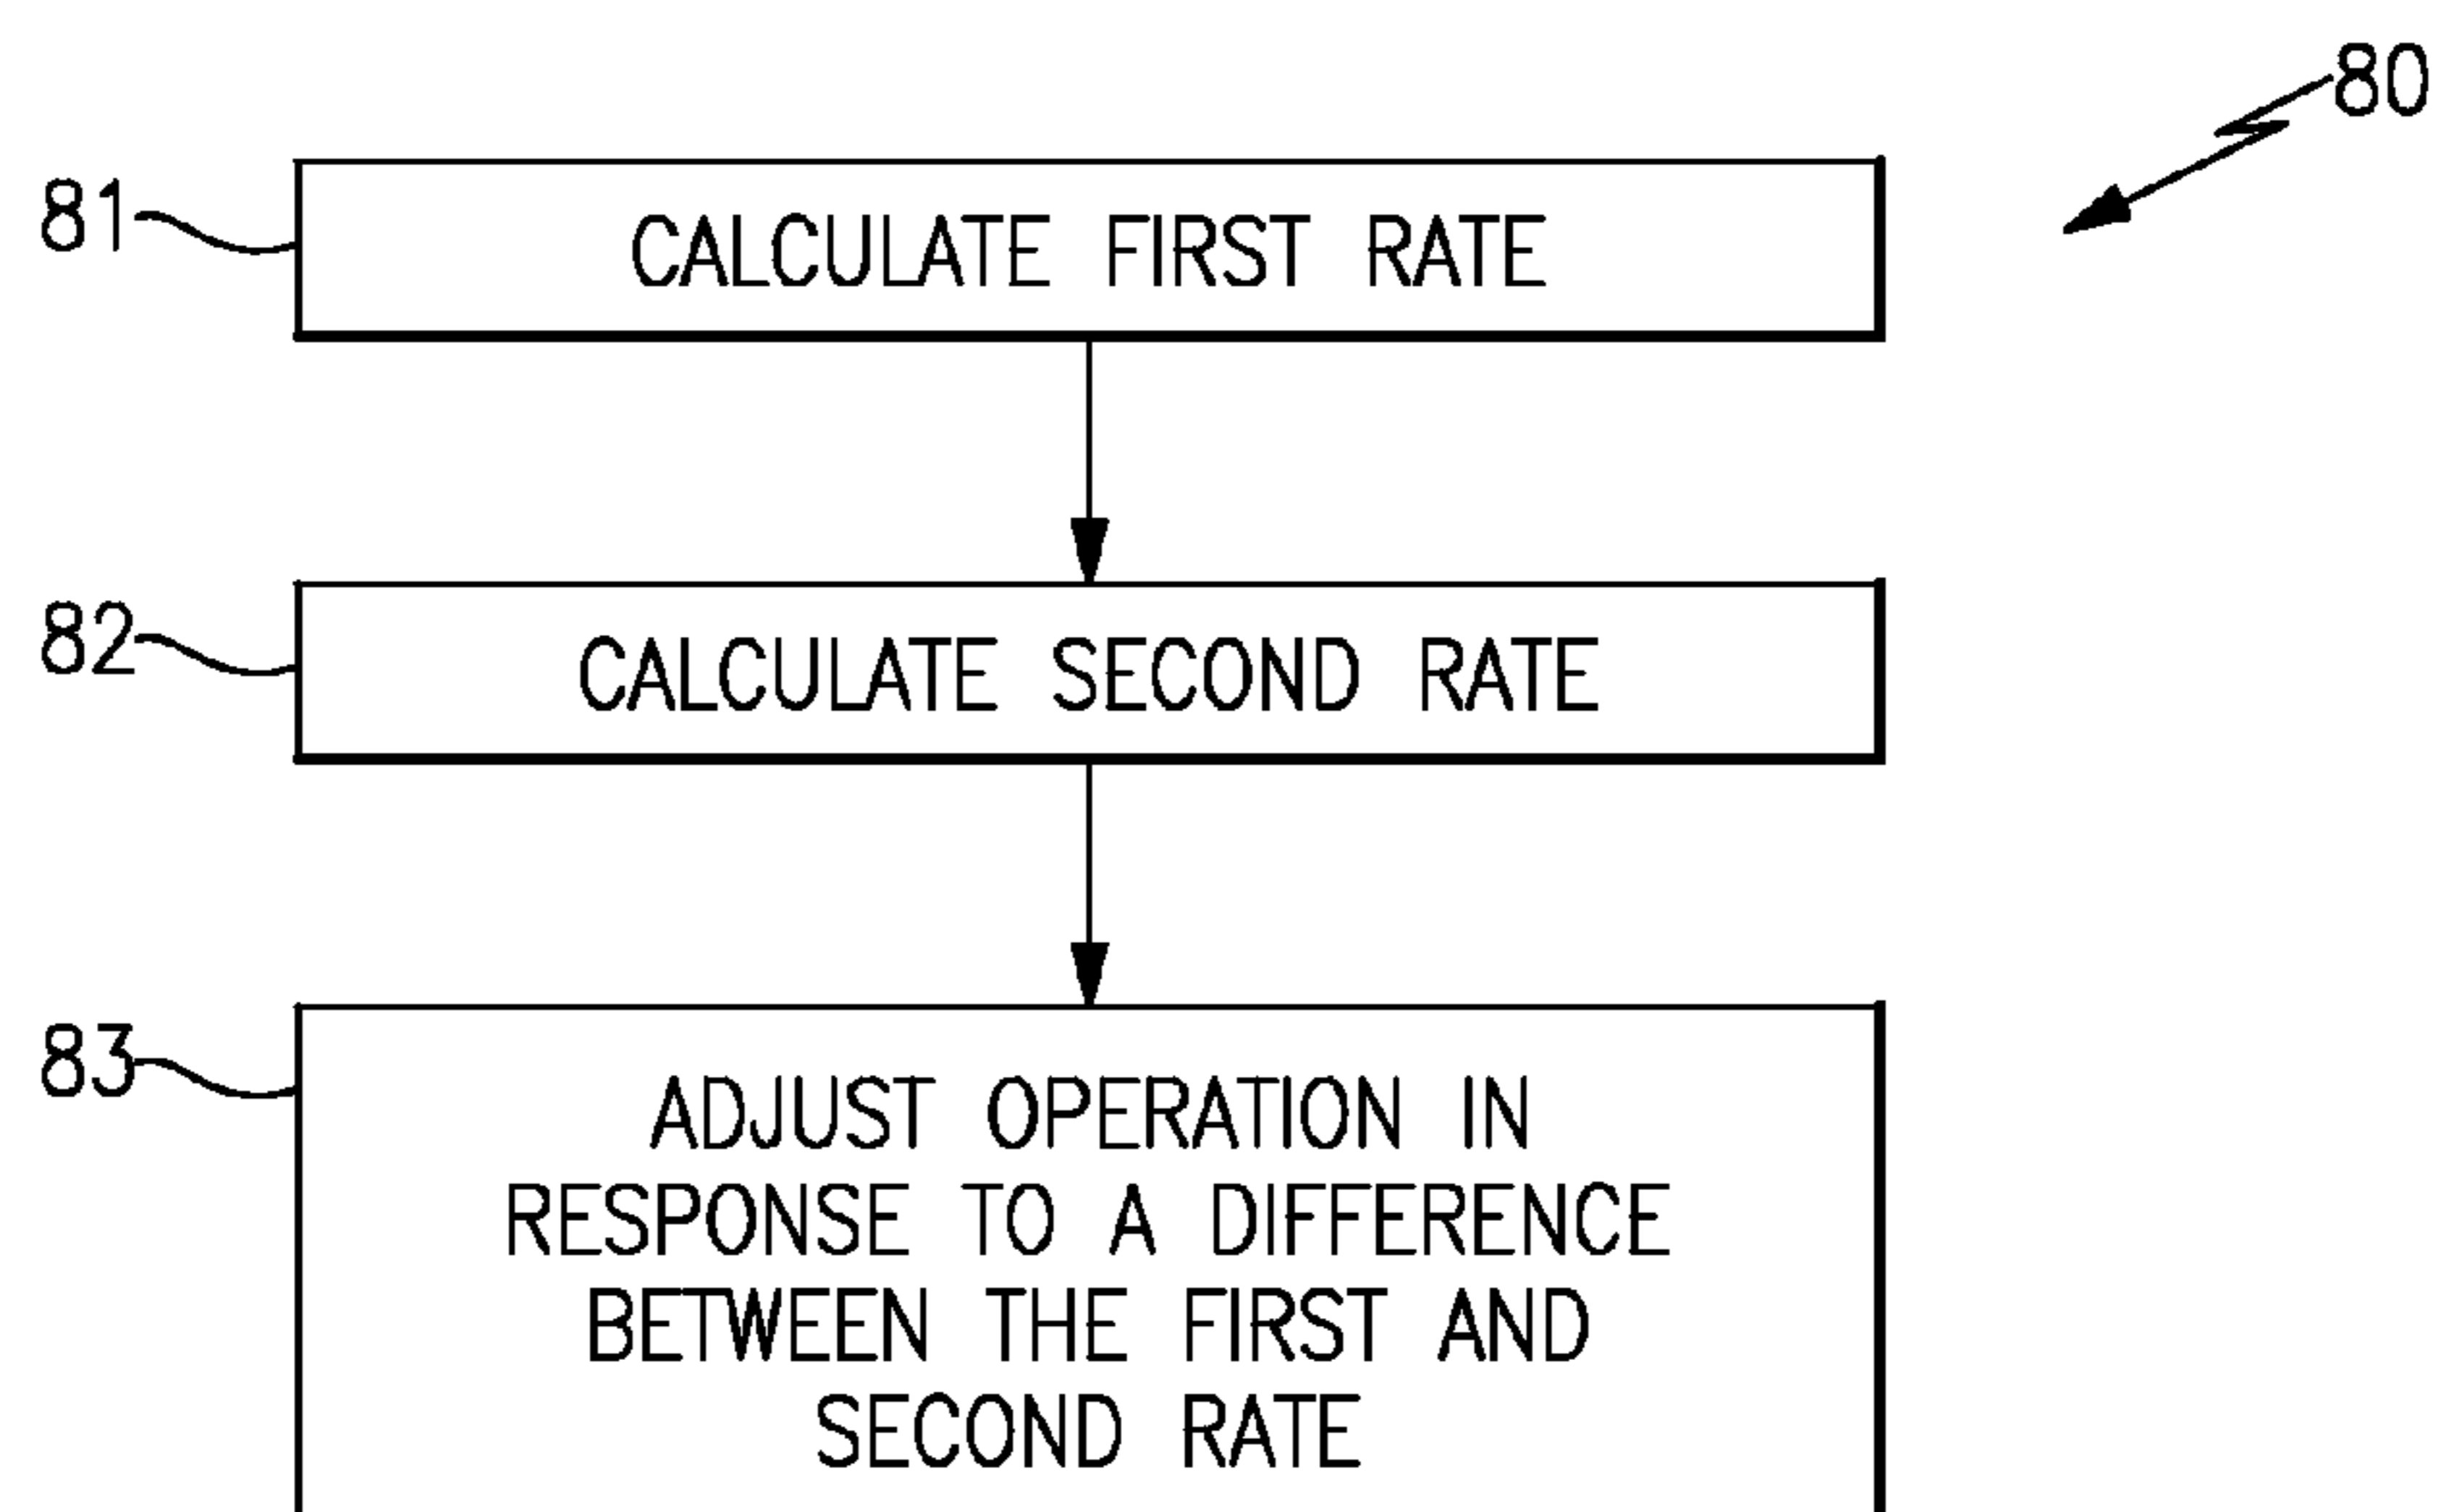 80
81
CALCULATE FIRST RATE
82
CALCULATE SECOND RATE
83
ADJUST OPERATION IN
RESPONSE TO A DIFFERENCE
BETWEEN THE FIRST AND
SECOND RATE